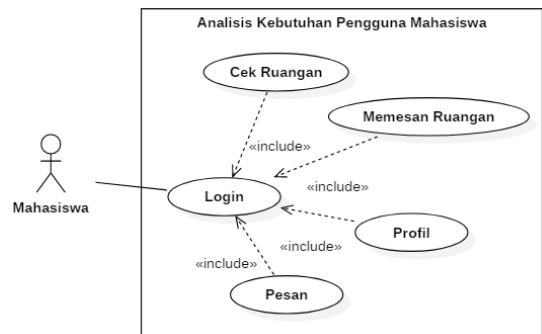 Analisis Kebutuhan Pengguna Mahasiswa
Cek Ruangan
Memesan Ruangan
«include»
Mahasiswa
Login
«include»
Profil
«include»
«include»
Pesan